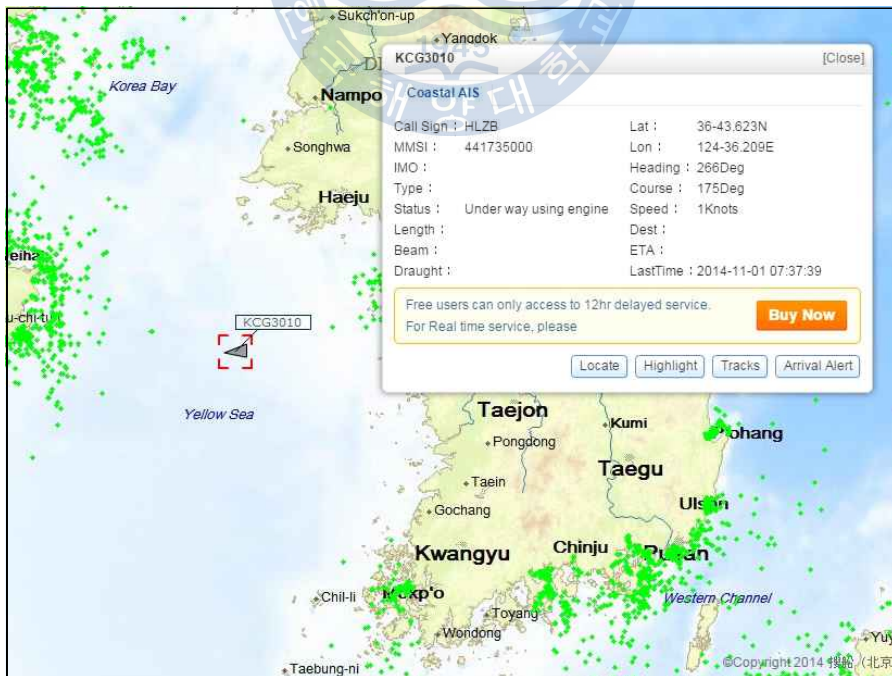 Sukch'on-up
Yangdok
1945
Korea Bay
Nampo
Songhwa
Haeju
KCG3010
[Close]
Coastal AIS
Call Sign : HLZB
Lat : 36-43.623N
MMSI : 441735000
Lon : 124-36.209E
IMO :
Heading : 266Deg
Type :
Course : 175Deg
Status : Under way using engine
Speed : 1Knots
Length :
Dest :
Beam :
ETA :
Draught :
LastTime : 2014-11-01 07:37:39
Free users can only access to 12hr delayed service.
For Real time service, please
Buy Now
Locate
Highlight
Tracks
Arrival Alert
KCG3010
Yellow Sea
Taejon
Pongdong
Kumi
Pohang
Taegu
Taein
Gochang
Ulsan
Kwangyu
Chinju
Pusan
Mokp'o
Chil-li
Toyang
Western Channel
Wondong
Taebung-ni
©Copyright 2014 搜船 (北京